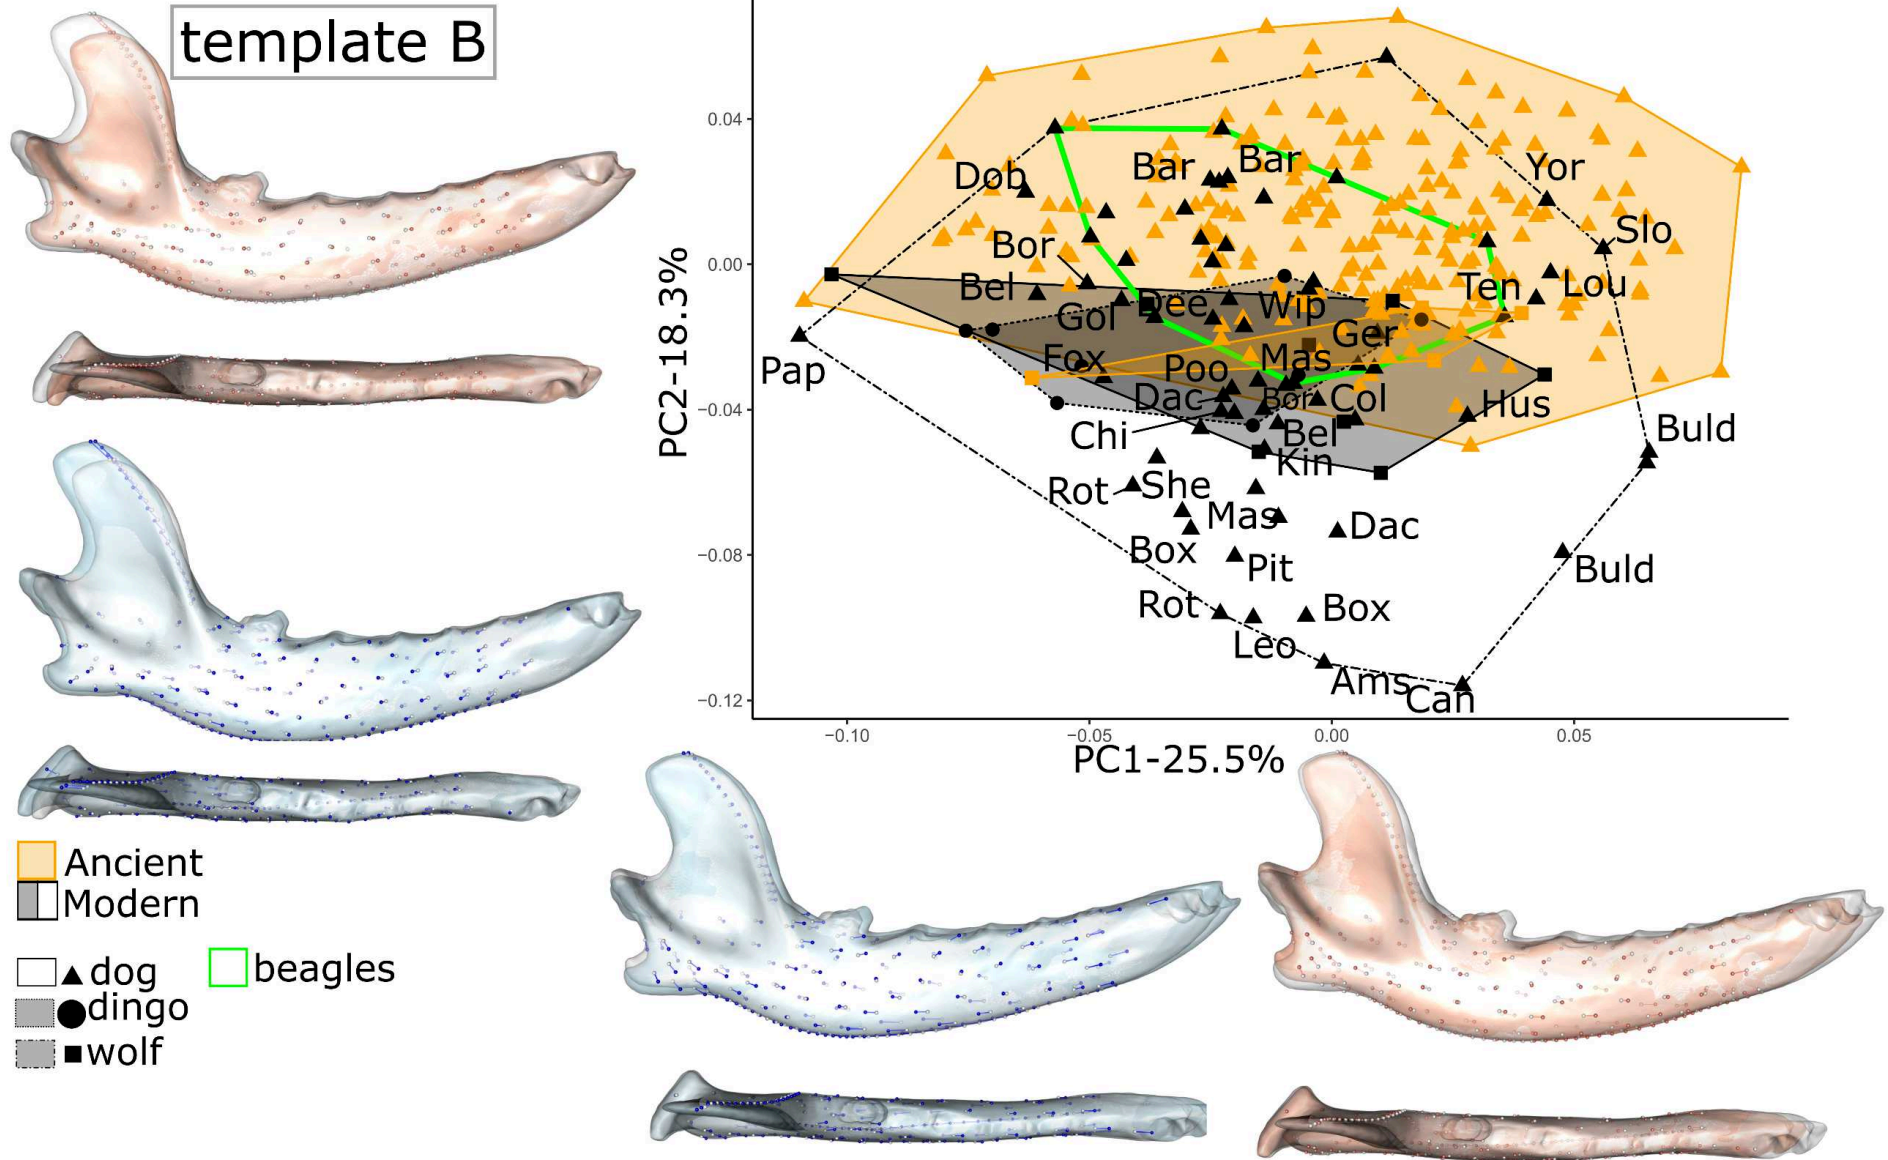 template B
0.04
0.00
−0.04
−0.08
−0.12
PC2-18.3%
Dob
Bar
Bar
Yor
Slo
Bor
Bel
Gol
Dee
Wip
Ten
Lou
Ger
Pap
Fox
Poo
Mas
Dac
Bor
Col
Hus
Chi
Bel
Buld
Kin
Rot
She
Mas
Dac
Box
Pit
Buld
Rot
Box
Leo
Ams
Can
−0.10
−0.05
0.00
0.05
PC1-25.5%
Ancient
Modern
dog
beagles
dingo
wolf